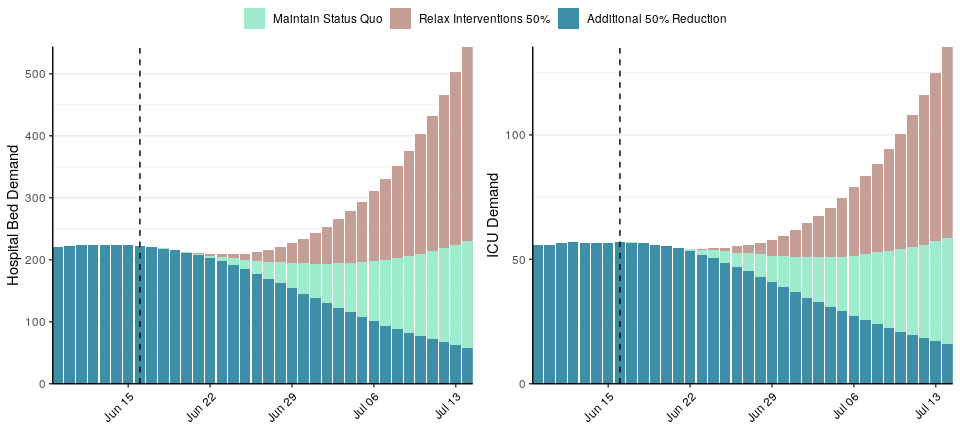 Maintain Status Quo Relax Interventions 50% Additional 50% Reduction
Hospital Bed Demand
500
400
300
200
100
0
Jun 15 Jun 22 Jun 29 Jul 06 Jul 13
ICU Demand
100
50
0
Jun 15 Jun 22 Jun 29 Jul 06 Jul 13